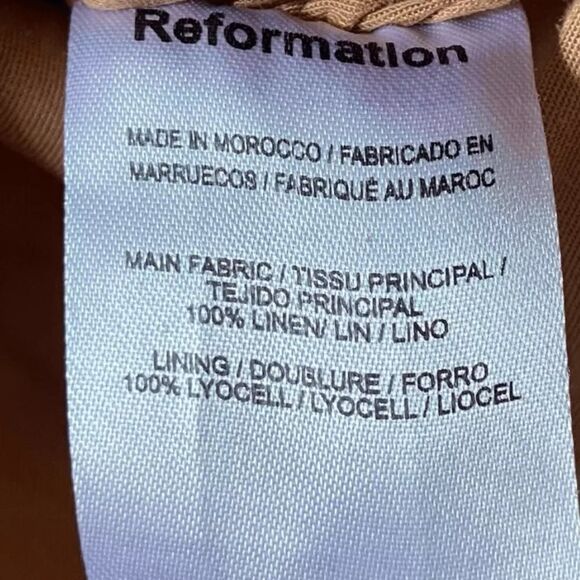 Reformation
MADE IN MOROCCO / FABRICADO EN
MARRUECOS / FABRIQUÉ AU MAROC
MAIN FABRIC / TISSU PRINCIPAL /
TEJIDO PRINCIPAL
100% LINEN/ LIN / LINO
LINING / DOUBLURE / FORRO
100% LYOCELL / LYOCELL / LIOCEL